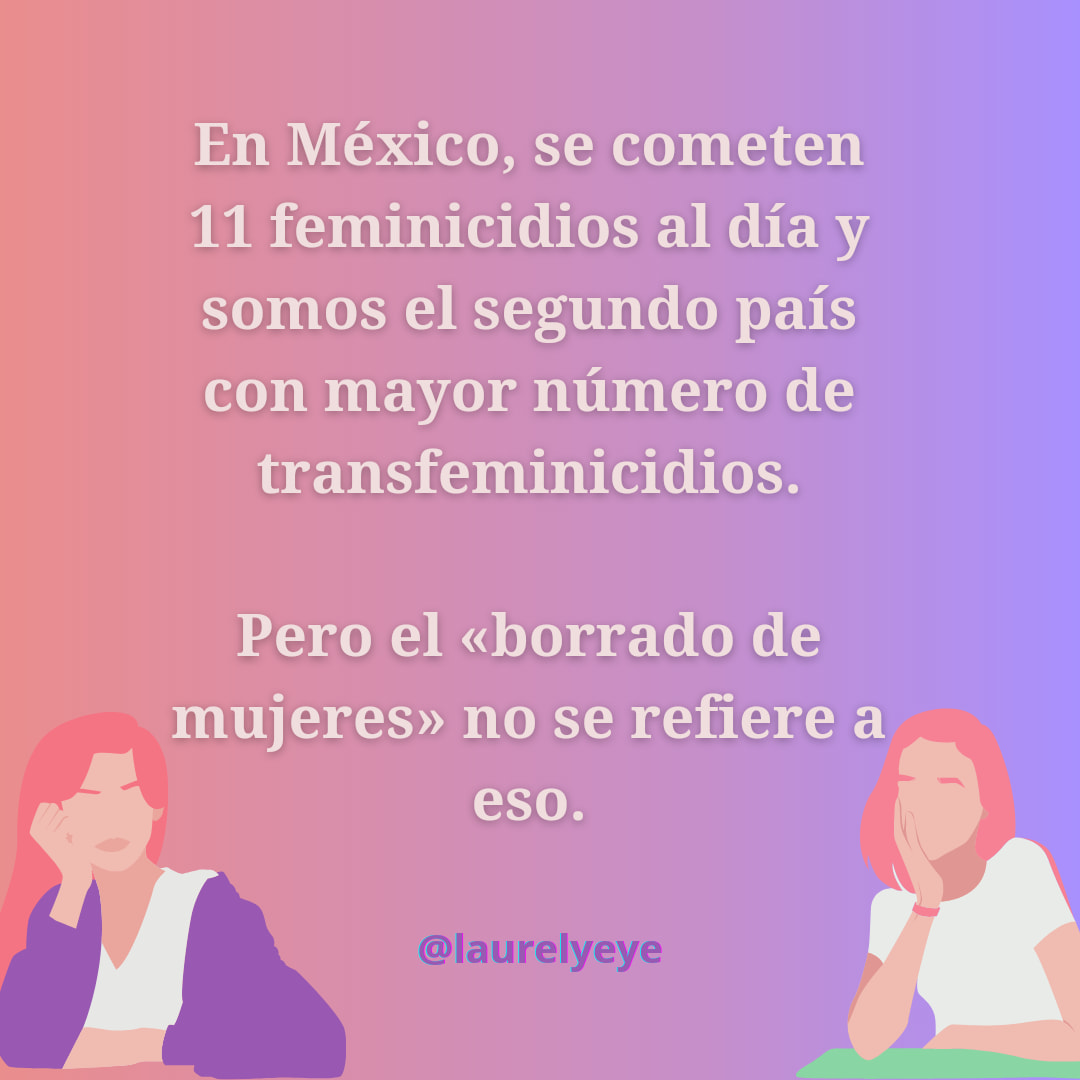 En México, se cometen
11 feminicidios al día y
somos el segundo país
con mayor número de
transfeminicidios.
Pero el «borrado de
mujeres» no se refiere a
eso.
@laurelyeye